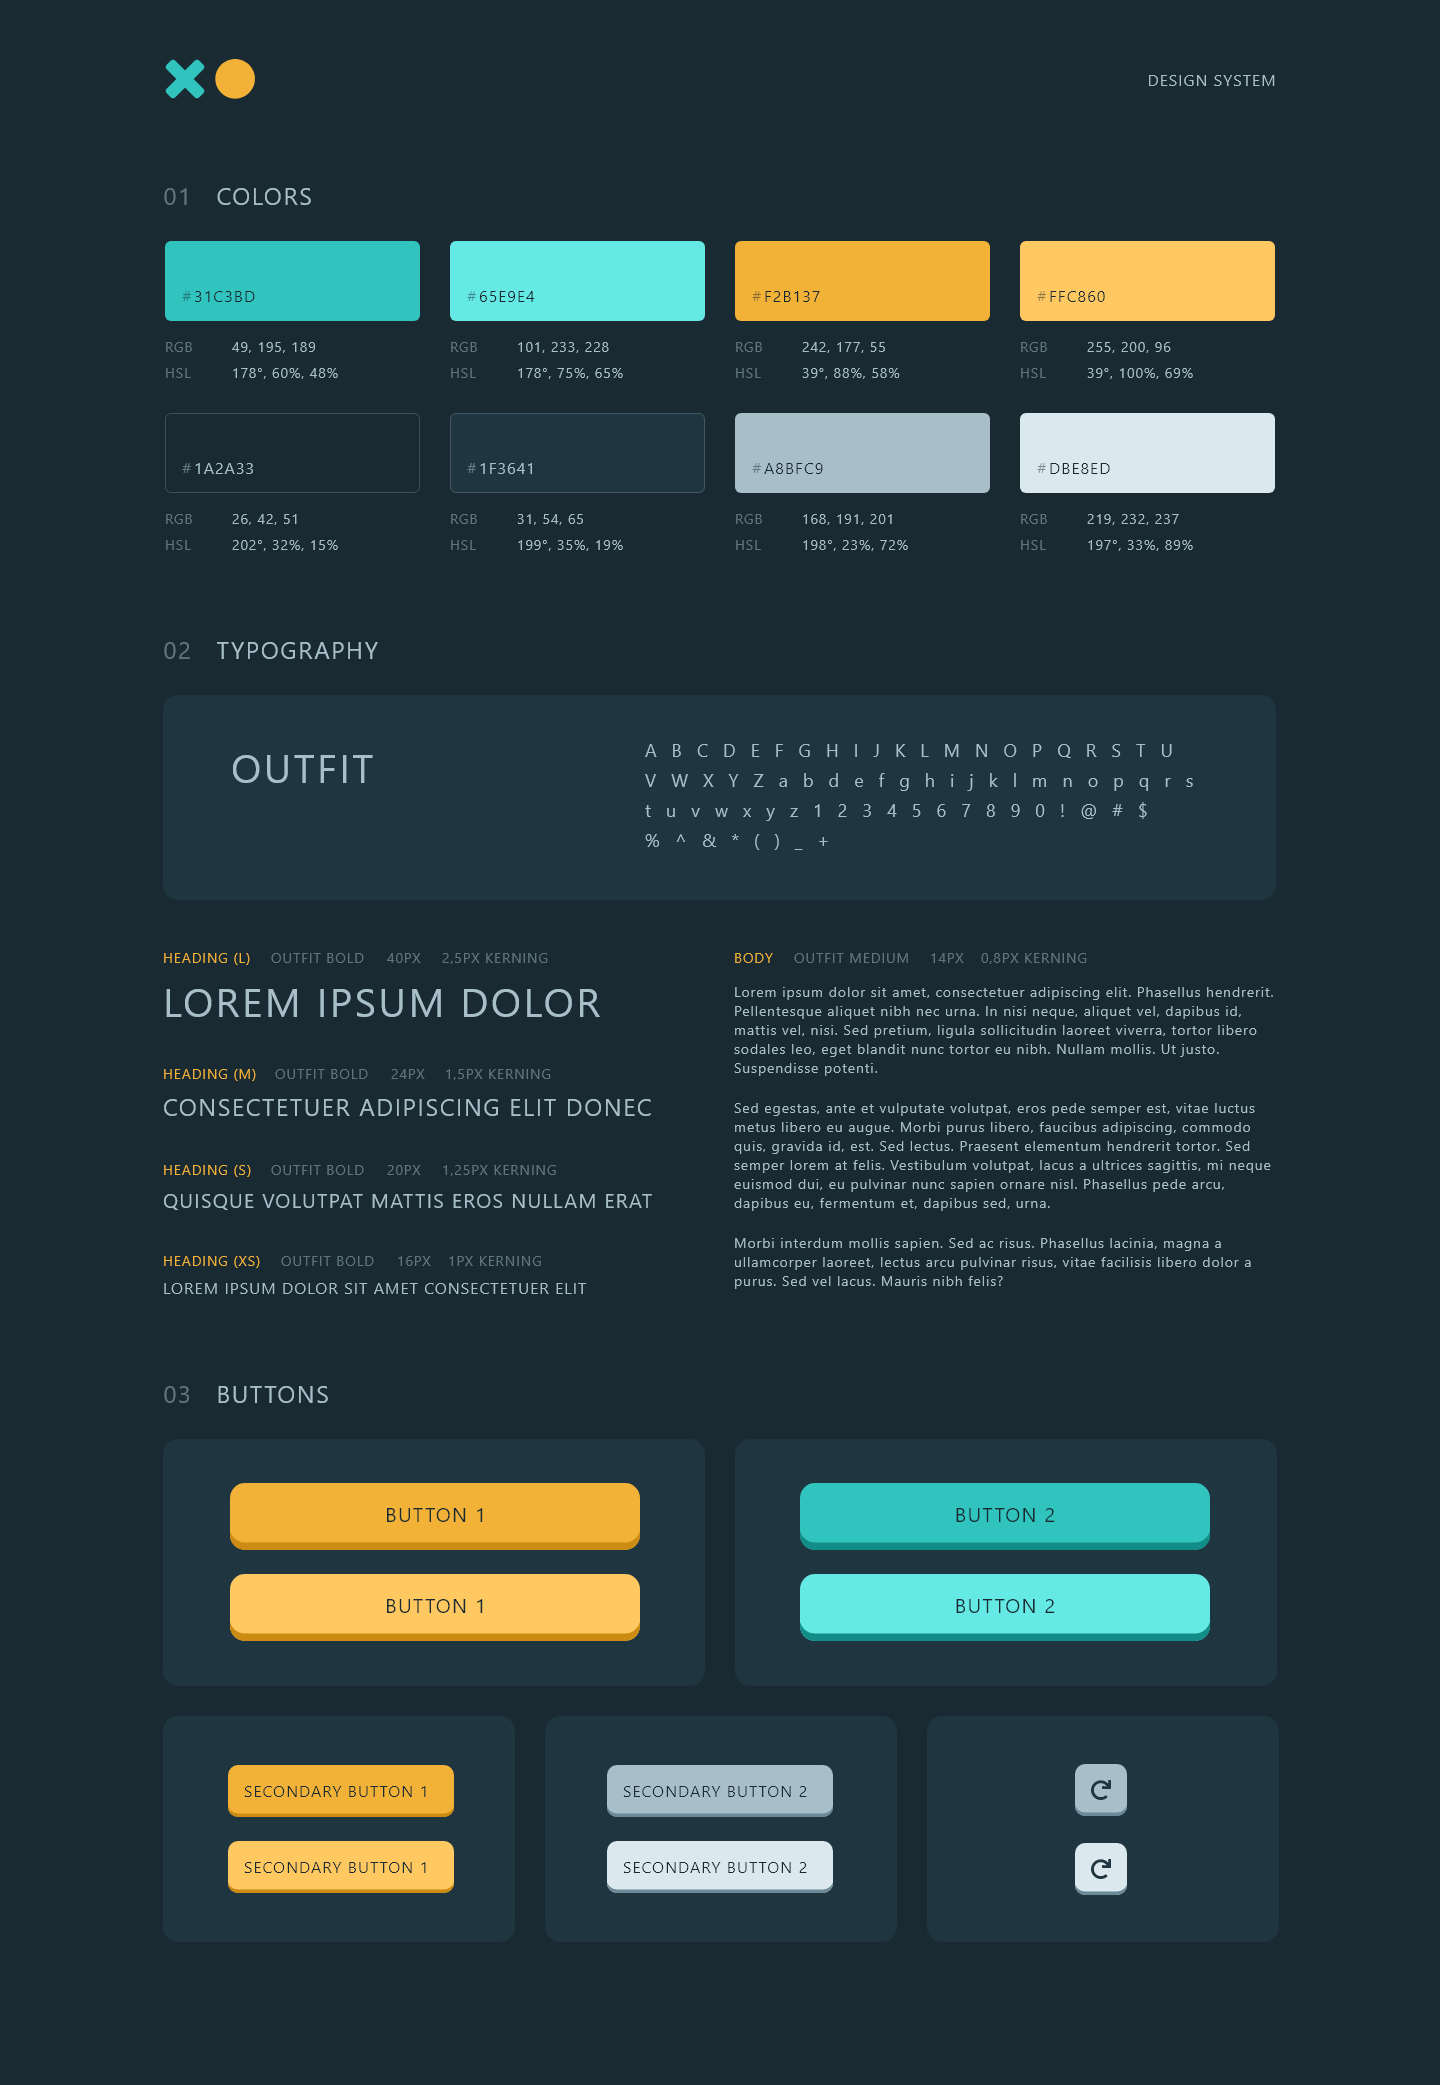 DESIGN SYSTEM
01 COLORS
#31C3BD
#65E9E4
#F2B137
#FFC860
RGB 49, 195, 189
HSL 178°, 60%, 48%
RGB 101, 233, 228
HSL 178°, 75%, 65%
RGB 242, 177, 55
HSL 39°, 88%, 58%
RGB 255, 200, 96
HSL 39°, 100%, 69%
#1A2A33
#1F3641
#A8BFC9
#DBE8ED
RGB 26, 42, 51
HSL 202°, 32%, 15%
RGB 31, 54, 65
HSL 199°, 35%, 19%
RGB 168, 191, 201
HSL 198°, 23%, 72%
RGB 219, 232, 237
HSL 197°, 33%, 89%
02 TYPOGRAPHY
OUTFIT
A B C D E F G H I J K L M N O P Q R S T U
V W X Y Z a b d e f g h i j k l m n o p q r s
t u v w x y z 1 2 3 4 5 6 7 8 9 0 ! @ # $
% ^ & * ( ) _ +
HEADING (L) OUTFIT BOLD 40PX 2,5PX KERNING
LOREM IPSUM DOLOR
HEADING (M) OUTFIT BOLD 24PX 1,5PX KERNING
CONSECTETUER ADIPISCING ELIT DONEC
HEADING (S) OUTFIT BOLD 20PX 1,25PX KERNING
QUISQUE VOLUTPAT MATTIS EROS NULLAM ERAT
HEADING (XS) OUTFIT BOLD 16PX 1PX KERNING
LOREM IPSUM DOLOR SIT AMET CONSECTETUER ELIT
BODY OUTFIT MEDIUM 14PX 0,8PX KERNING
Lorem ipsum dolor sit amet, consectetuer adipiscing elit. Phasellus hendrerit.
Pellentesque aliquet nibh nec urna. In nisi neque, aliquet vel, dapibus id,
mattis vel, nisi. Sed pretium, ligula sollicitudin laoreet viverra, tortor libero
sodales leo, eget blandit nunc tortor eu nibh. Nullam mollis. Ut justo.
Suspendisse potenti.
Sed egestas, ante et vulputate volutpat, eros pede semper est, vitae luctus
metus libero eu augue. Morbi purus libero, faucibus adipiscing, commodo
quis, gravida id, est. Sed lectus. Praesent elementum hendrerit tortor. Sed
semper lorem at felis. Vestibulum volutpat, lacus a ultrices sagittis, mi neque
euismod dui, eu pulvinar nunc sapien ornare nisl. Phasellus pede arcu,
dapibus eu, fermentum et, dapibus sed, urna.
Morbi interdum mollis sapien. Sed ac risus. Phasellus lacinia, magna a
ullamcorper laoreet, lectus arcu pulvinar risus, vitae facilisis libero dolor a
purus. Sed vel lacus. Mauris nibh felis?
03 BUTTONS
BUTTON 1
BUTTON 1
BUTTON 2
BUTTON 2
SECONDARY BUTTON 1
SECONDARY BUTTON 1
SECONDARY BUTTON 2
SECONDARY BUTTON 2